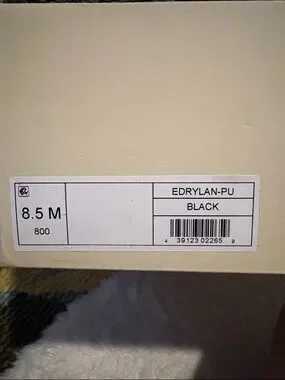 8.5 M
800
EDRYLAN-PU
BLACK
4 39123 02265 9